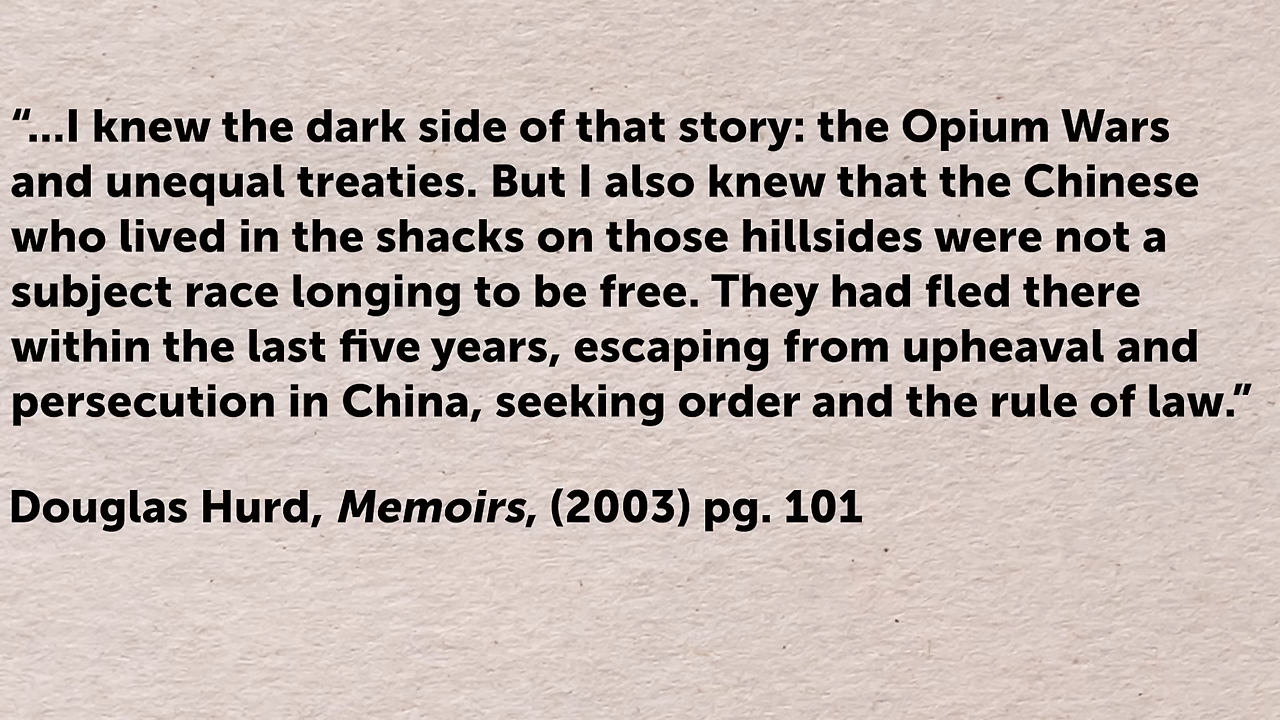 “...I knew the dark side of that story: the Opium Wars
and unequal treaties. But I also knew that the Chinese
who lived in the shacks on those hillsides were not a
subject race longing to be free. They had fled there
within the last five years, escaping from upheaval and
persecution in China, seeking order and the rule of law.”
Douglas Hurd, Memoirs, (2003) pg. 101